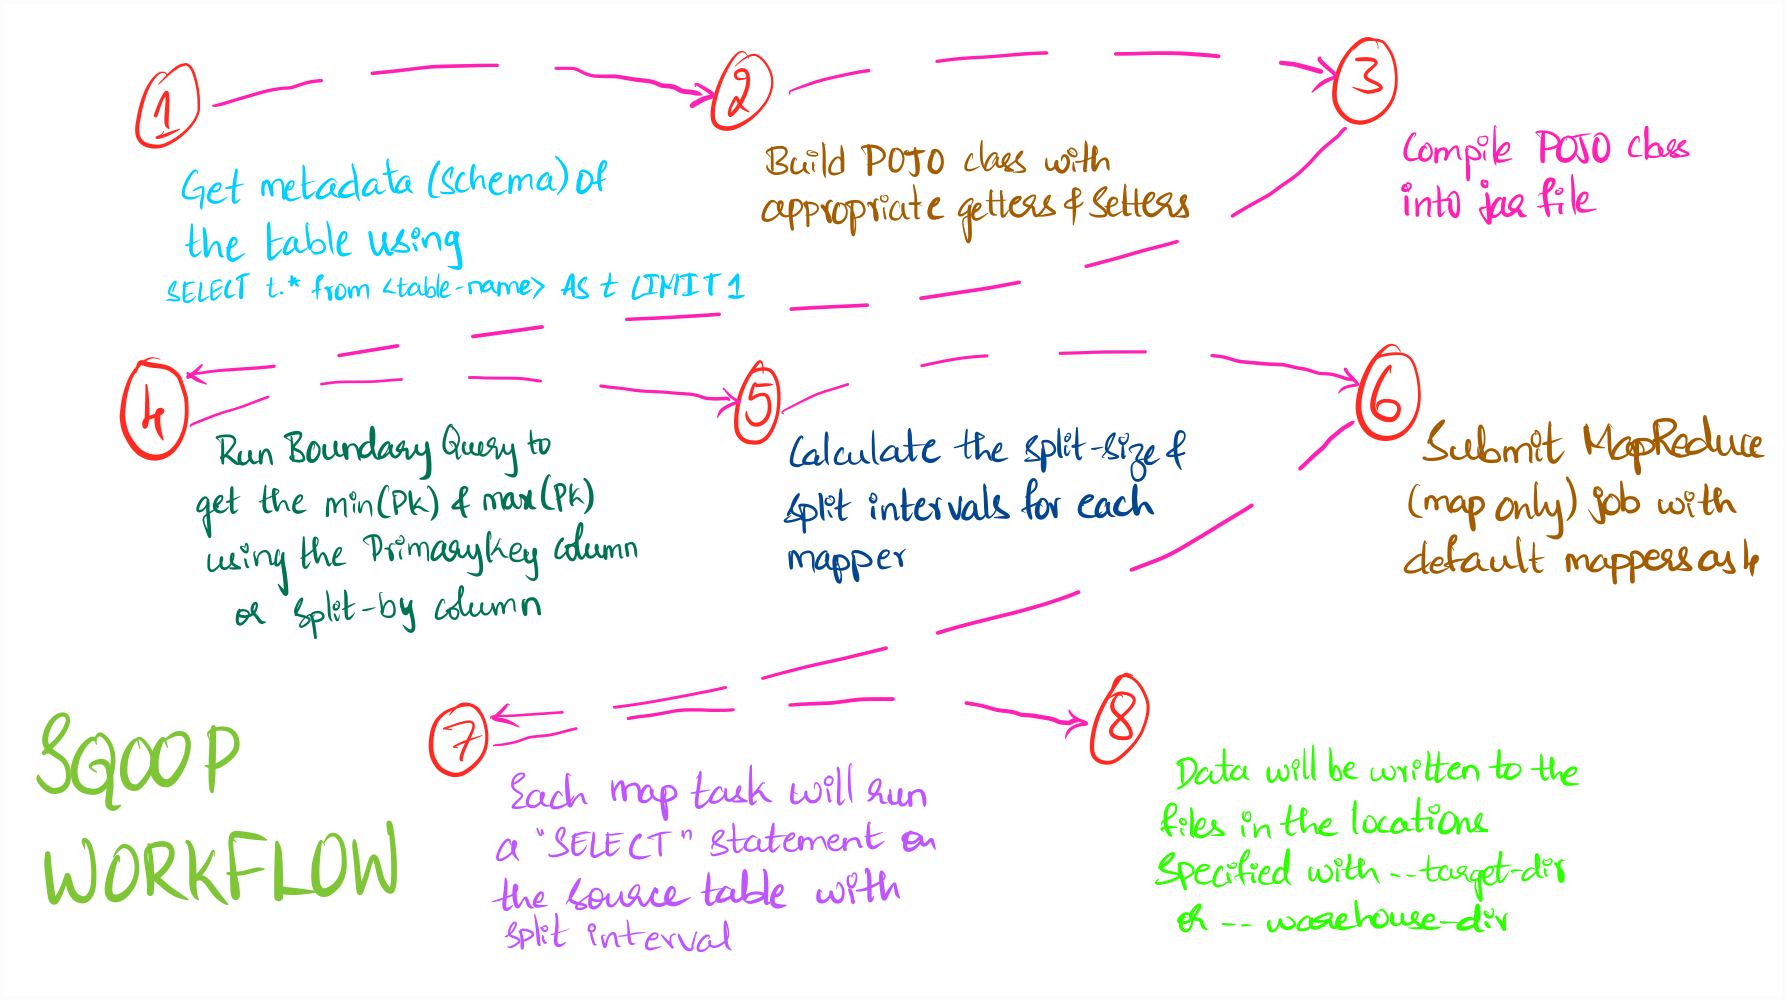 1
Get metadata (schema) of
the table using
SELECT t.* from <table-name> AS t LIMIT 1
2
Build POJO class with
appropriate getters & setters
3
Compile POJO class
into jar file
4
Run Boundary Query to
get the min(PK) & max(PK)
using the Primarykey column
or split-by column
5
Calculate the split-size &
split intervals for each
mapper
6
Submit MapReduce
(map only) job with
default mappers as 4
7
Each map task will run
a "SELECT" statement on
the source table with
split interval
8
Data will be written to the
files in the locations
specified with --target-dir
or --warehouse-dir
SQOOP
WORKFLOW